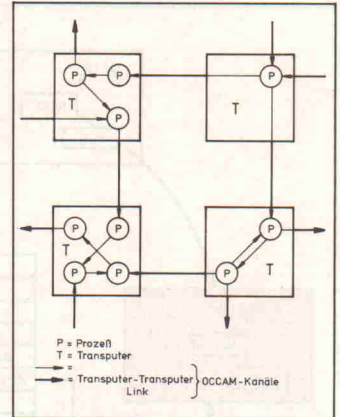 P P
T P T P
P P P
T P P T
P P
P = Prozeß
T = Transputer
→ =
→ = Transputer-Transputer Link } OCCAM-Kanäle